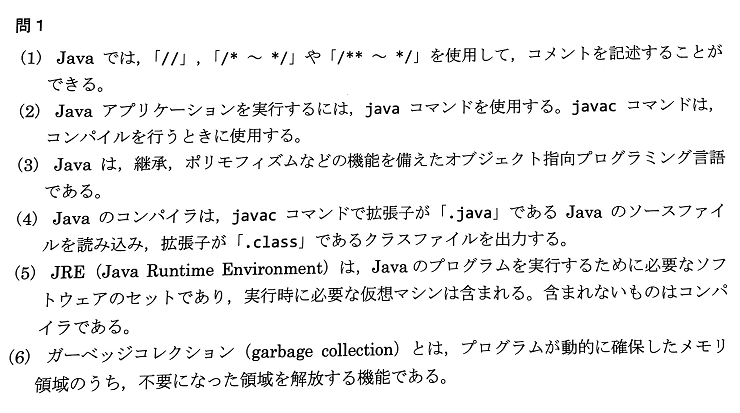 問1
(1) Java では，「//」，「/* ～ */」や「/** ～ */」を使用して，コメントを記述することが
できる。
(2) Java アプリケーションを実行するには，java コマンドを使用する。javac コマンドは，
コンパイルを行うときに使用する。
(3) Java は，継承，ポリモフィズムなどの機能を備えたオブジェクト指向プログラミング言語
である。
(4) Java のコンパイラは，javac コマンドで拡張子が「.java」である Java のソースファイ
ルを読み込み，拡張子が「.class」であるクラスファイルを出力する。
(5) JRE（Java Runtime Environment）は，Java のプログラムを実行するために必要なソフ
トウェアのセットであり，実行時に必要な仮想マシンは含まれる。含まれないものはコンパ
イラである。
(6) ガーベッジコレクション（garbage collection）とは，プログラムが動的に確保したメモリ
領域のうち，不要になった領域を解放する機能である。